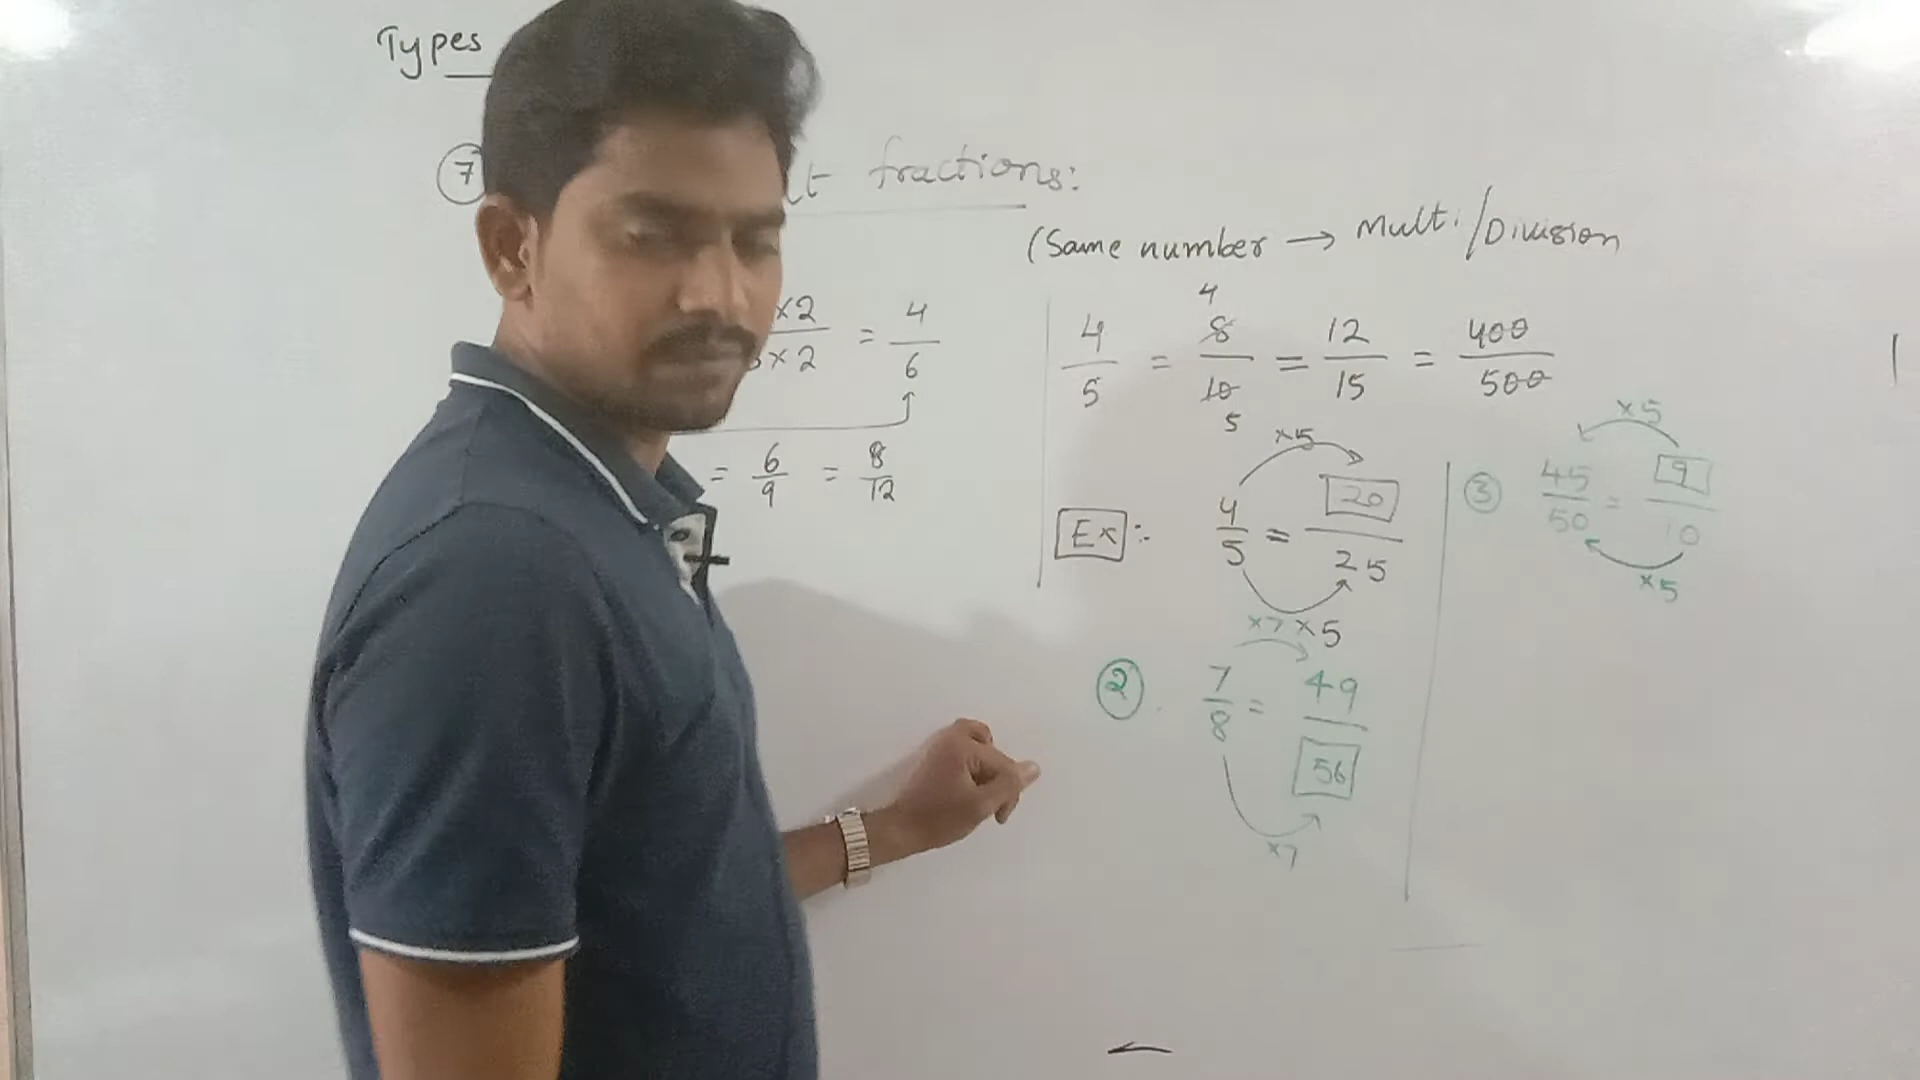 Types
7 lt fractions:
(Same number → Multi./Division
×2/3×2 = 4/6
= 6/9 = 8/12
4
4/5 = 8/10 = 12/15 = 400/500
5
Ex: 4/5 = 20/25
×5
×5
② 7/8 = 49/56
×7
×7
③ 45/50 = 9/10
×5
×5